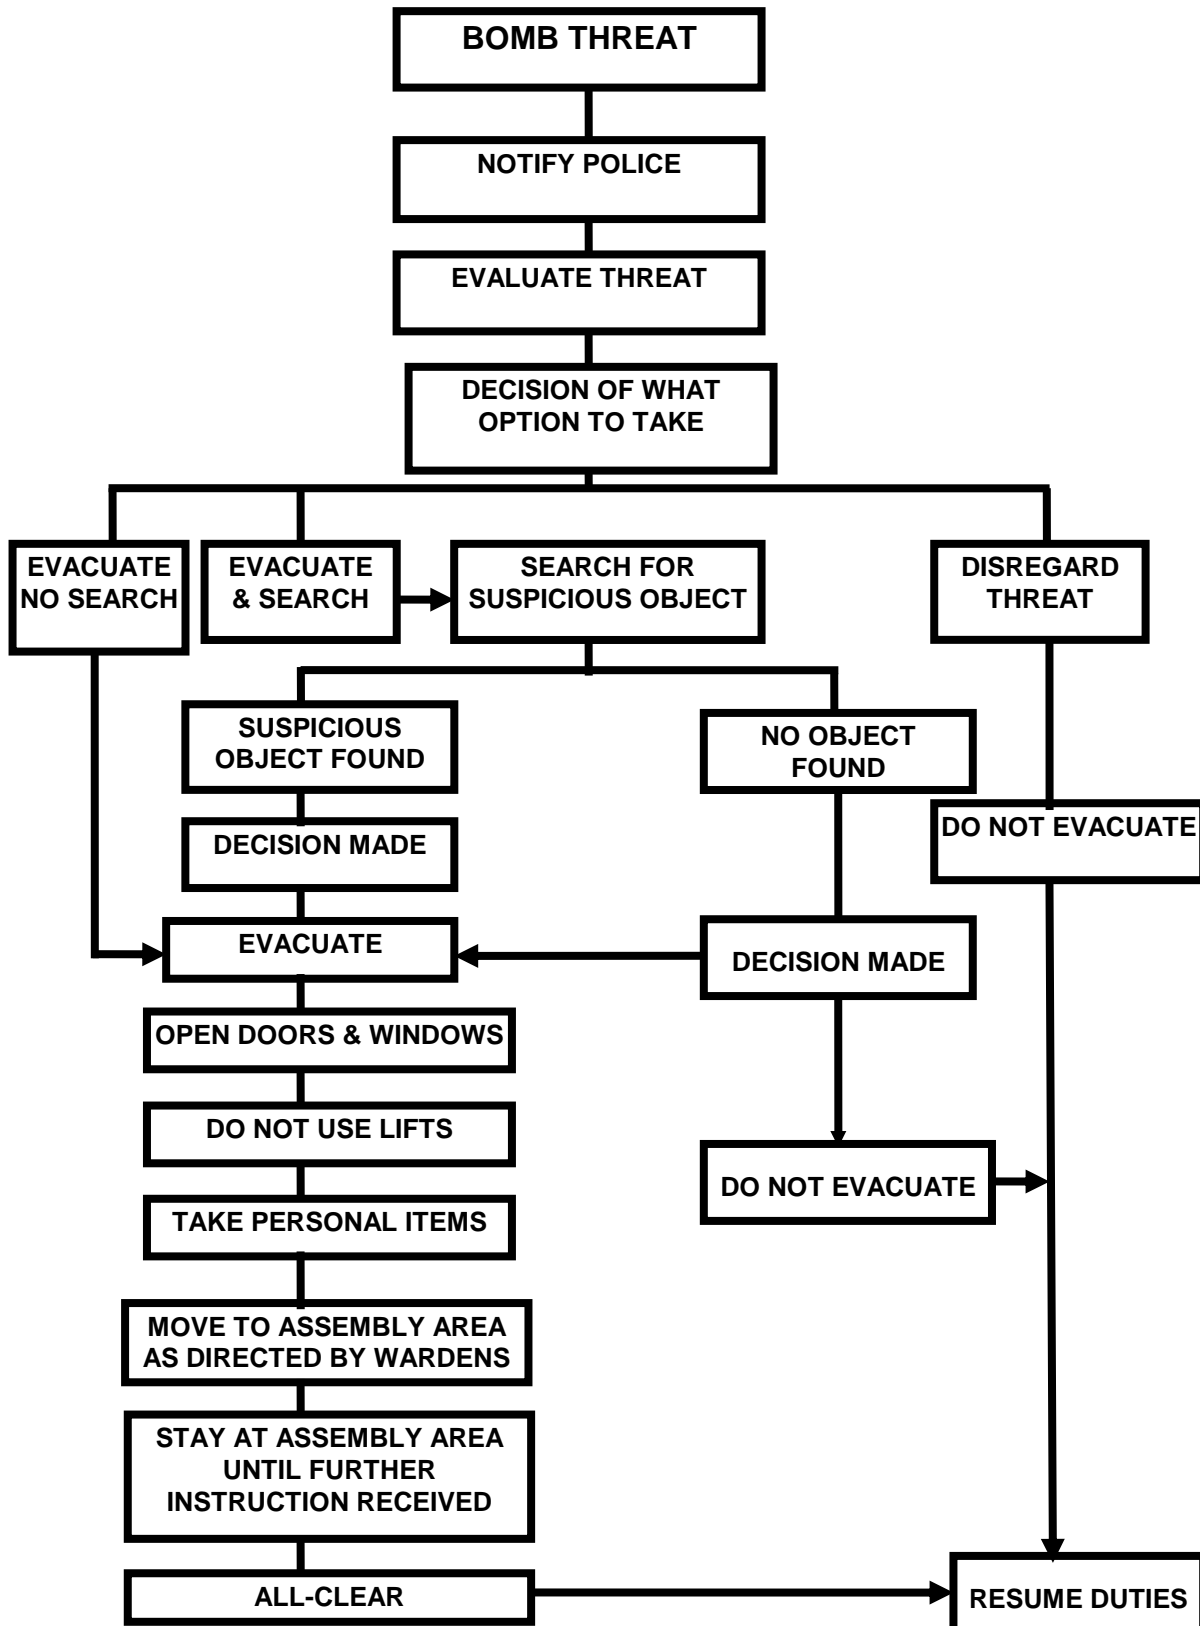 BOMB THREAT
NOTIFY POLICE
EVALUATE THREAT
DECISION OF WHAT
OPTION TO TAKE
EVACUATE
NO SEARCH
EVACUATE
& SEARCH
SEARCH FOR
SUSPICIOUS OBJECT
DISREGARD
THREAT
SUSPICIOUS
OBJECT FOUND
NO OBJECT
FOUND
DECISION MADE
DO NOT EVACUATE
EVACUATE
DECISION MADE
OPEN DOORS & WINDOWS
DO NOT USE LIFTS
DO NOT EVACUATE
TAKE PERSONAL ITEMS
MOVE TO ASSEMBLY AREA
AS DIRECTED BY WARDENS
STAY AT ASSEMBLY AREA
UNTIL FURTHER
INSTRUCTION RECEIVED
ALL-CLEAR
RESUME DUTIES